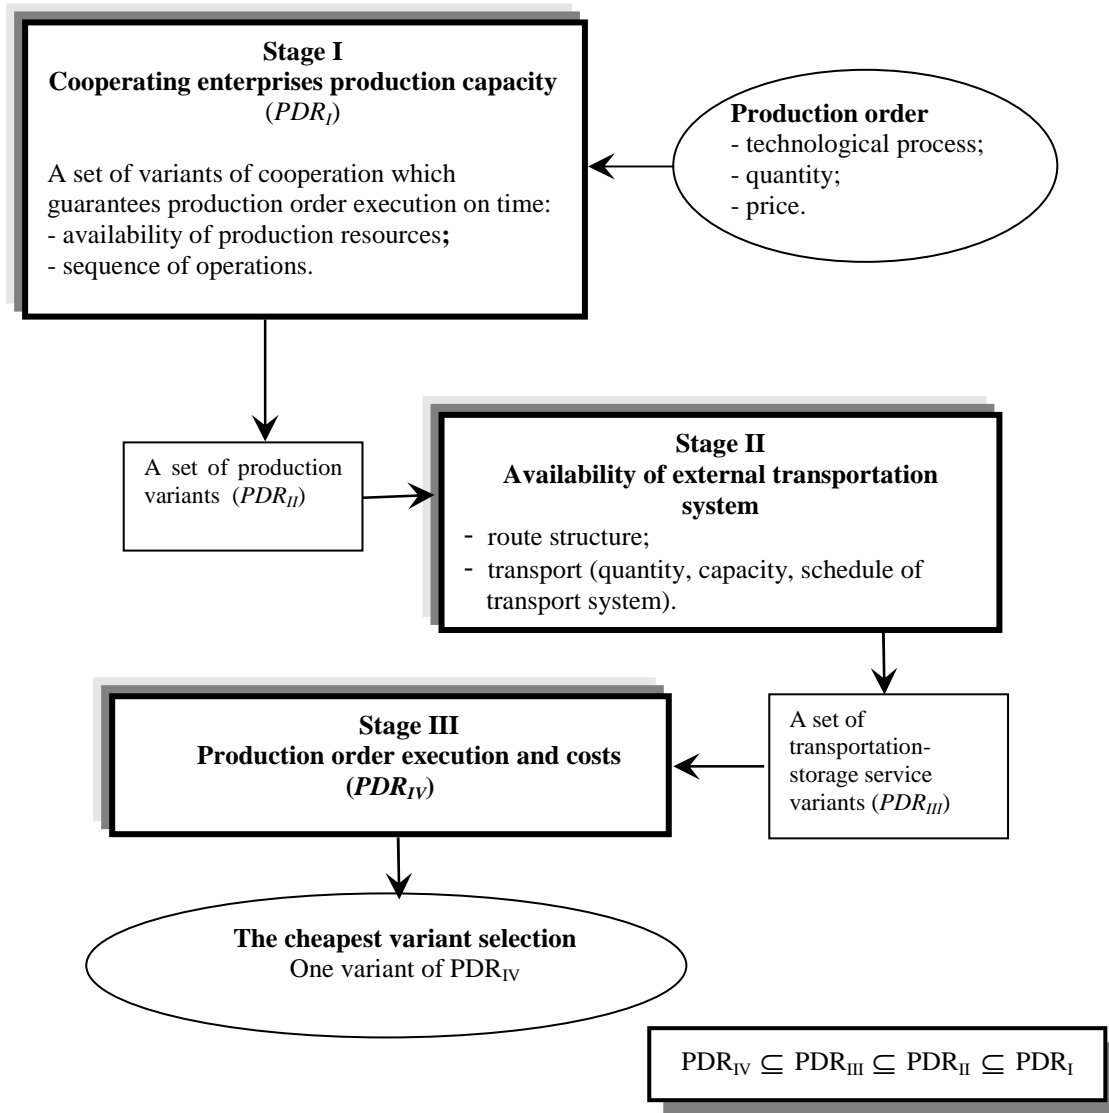 Stage I
Cooperating enterprises production capacity
(PDR_I)
A set of variants of cooperation which
guarantees production order execution on time:
- availability of production resources;
- sequence of operations.
Production order
- technological process;
- quantity;
- price.
A set of production
variants (PDR_II)
Stage II
Availability of external transportation
system
- route structure;
- transport (quantity, capacity, schedule of
transport system).
A set of
transportation-
storage service
variants (PDR_III)
Stage III
Production order execution and costs
(PDR_IV)
The cheapest variant selection
One variant of PDR_IV
PDR_IV ⊆ PDR_III ⊆ PDR_II ⊆ PDR_I